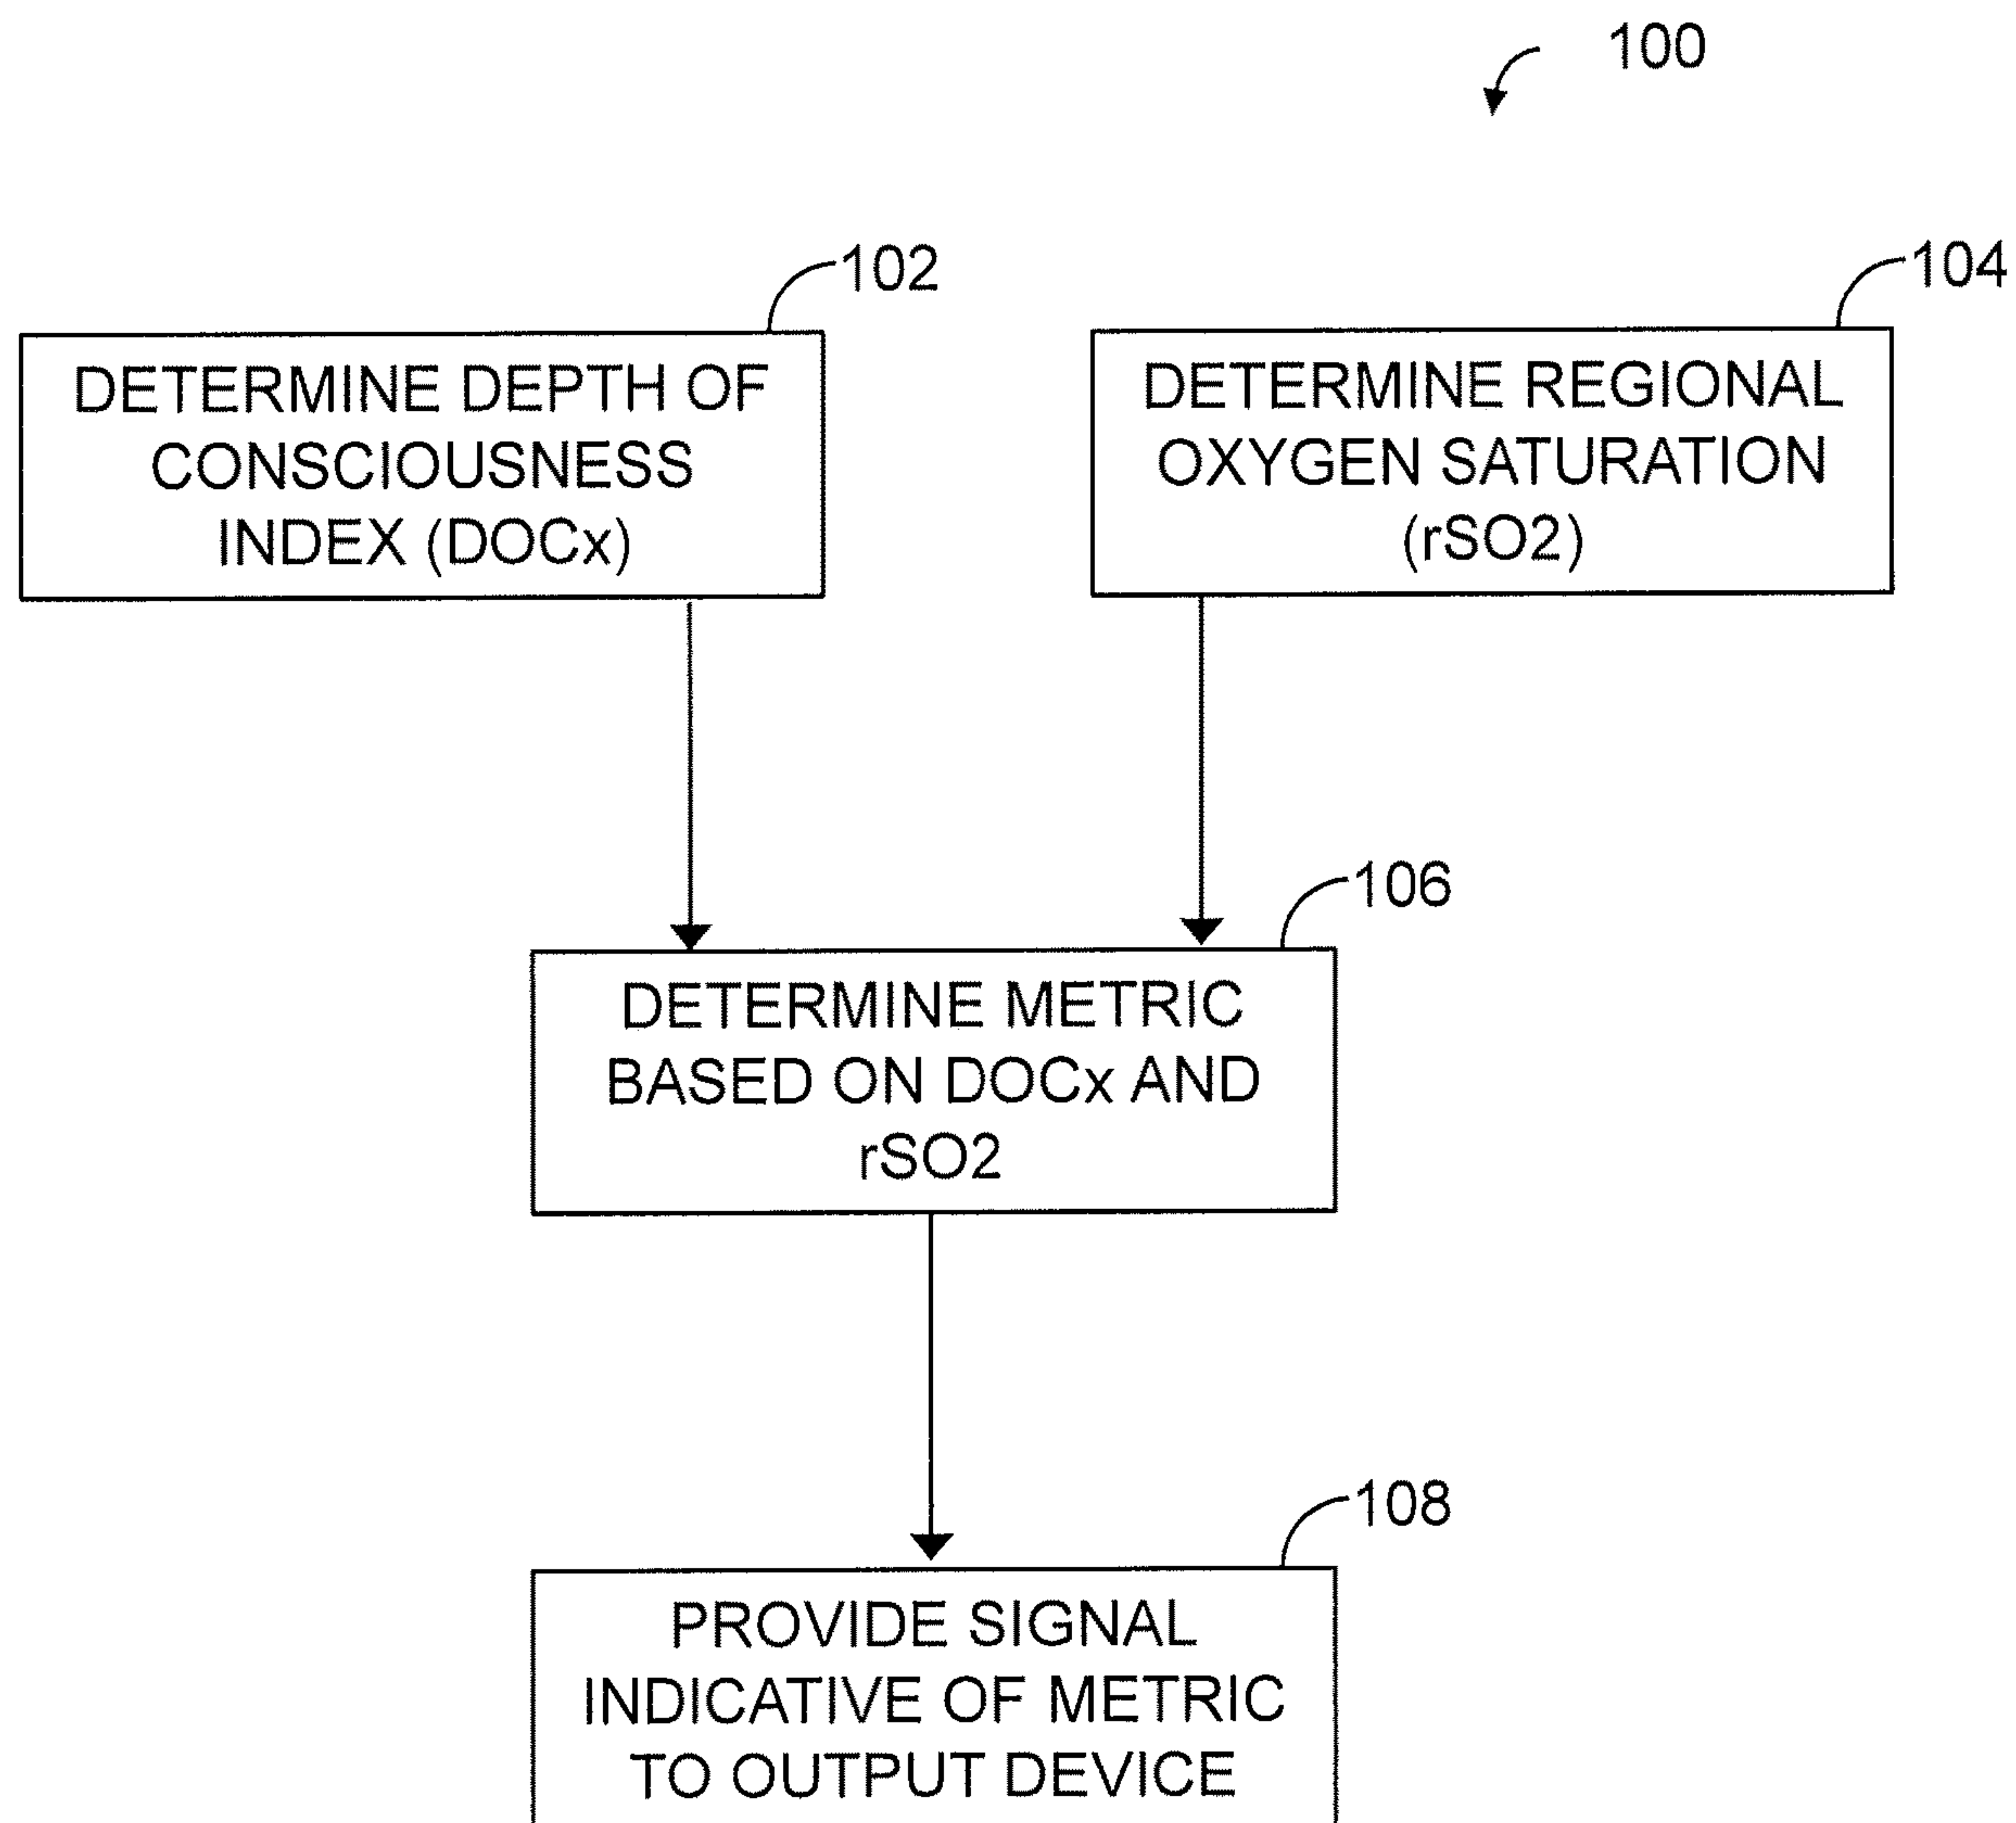 100
102
DETERMINE DEPTH OF
CONSCIOUSNESS
INDEX (DOCx)
104
DETERMINE REGIONAL
OXYGEN SATURATION
(rSO2)
106
DETERMINE METRIC
BASED ON DOCx AND
rSO2
108
PROVIDE SIGNAL
INDICATIVE OF METRIC
TO OUTPUT DEVICE